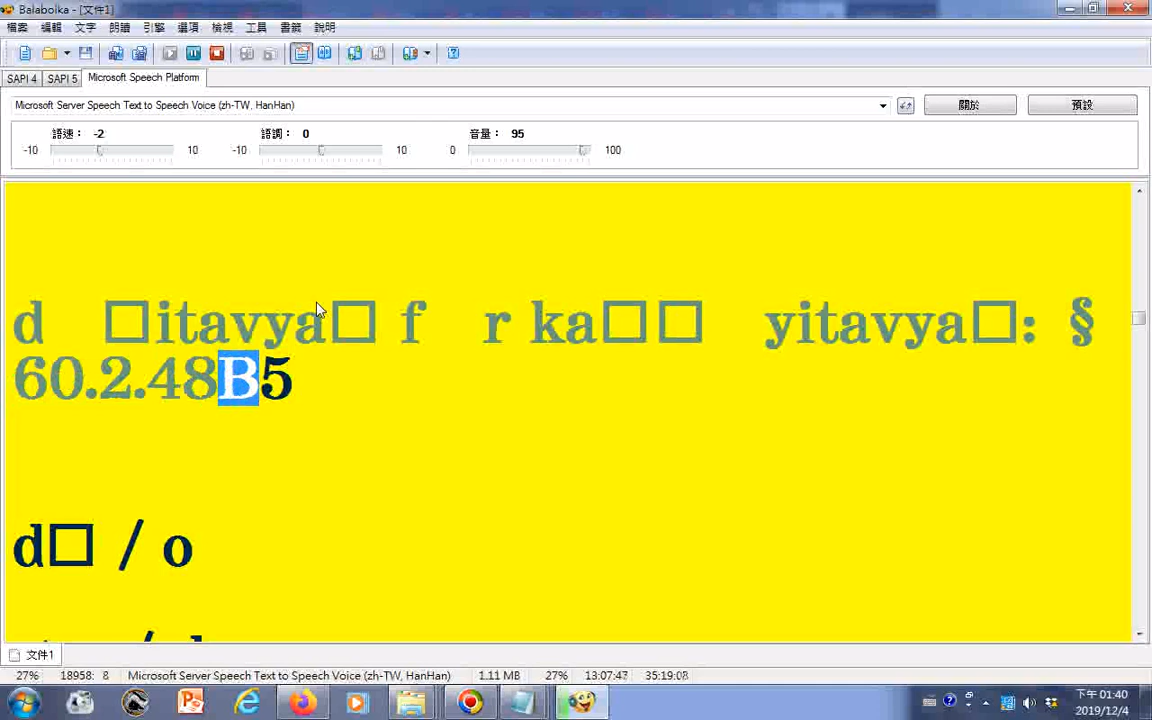 Balabolka - [文件1]
檔案 編輯 文字 朗讀 引擎 選項 檢視 工具 書籤 說明
SAPI 4 SAPI 5 Microsoft Speech Platform
Microsoft Server Speech Text to Speech Voice (zh-TW, HanHan) 關於 預設
語速： -2 語調： 0 音量： 95
-10 10 -10 10 0 100
d □itavya□ f r ka□□ yitavya□: §
60.2.48B5
d□ / o
文件1
27% 18958: 8 Microsoft Server Speech Text to Speech Voice (zh-TW, HanHan) 1.11 MB 27% 13:07:47 35:19:08
下午 01:40
2019/12/4